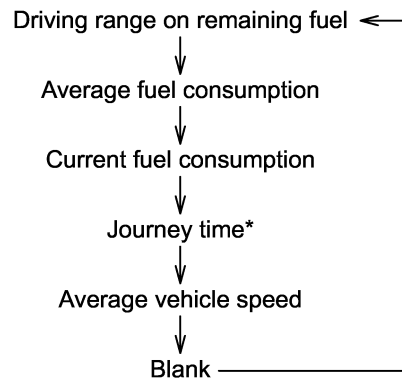 Driving range on remaining fuel
Average fuel consumption
Current fuel consumption
Journey time*
Average vehicle speed
Blank